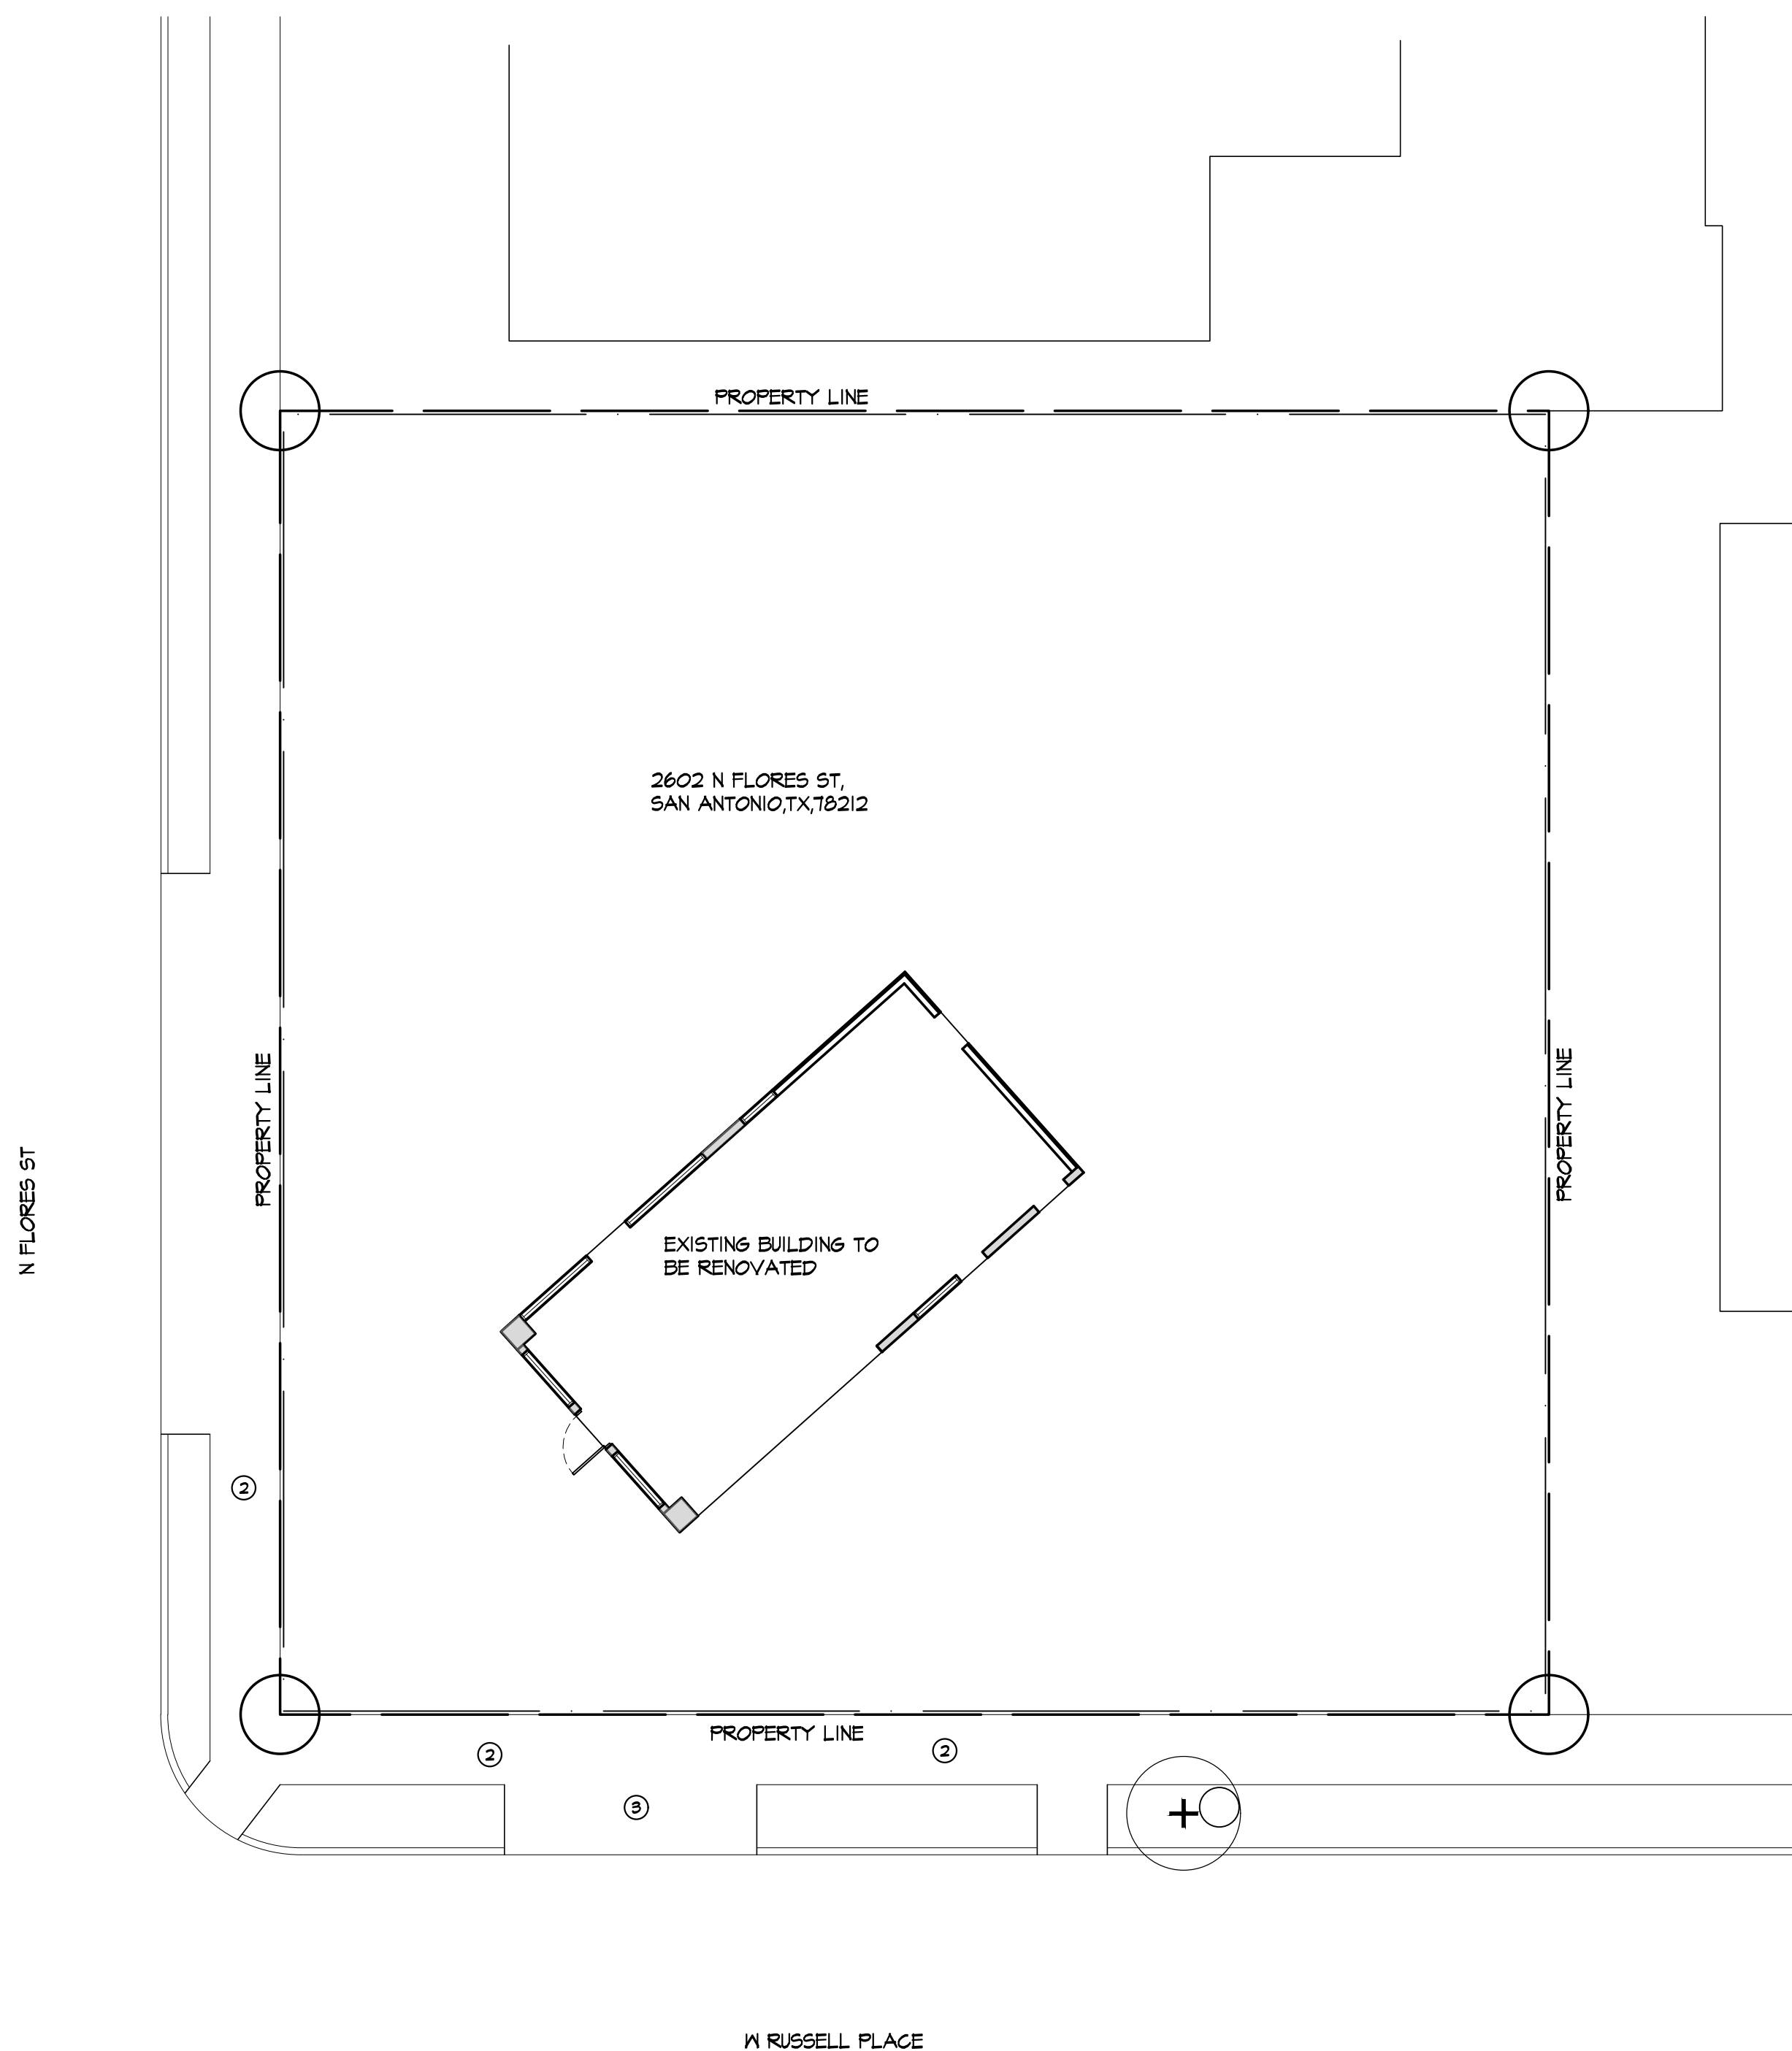 PROPERTY LINE
2602 N FLORES ST,
SAN ANTONIO,TX,78212
PROPERTY LINE
PROPERTY LINE
N FLORES ST
EXISTING BUILDING TO
BE RENOVATED
2
PROPERTY LINE
2
2
3
W RUSSELL PLACE